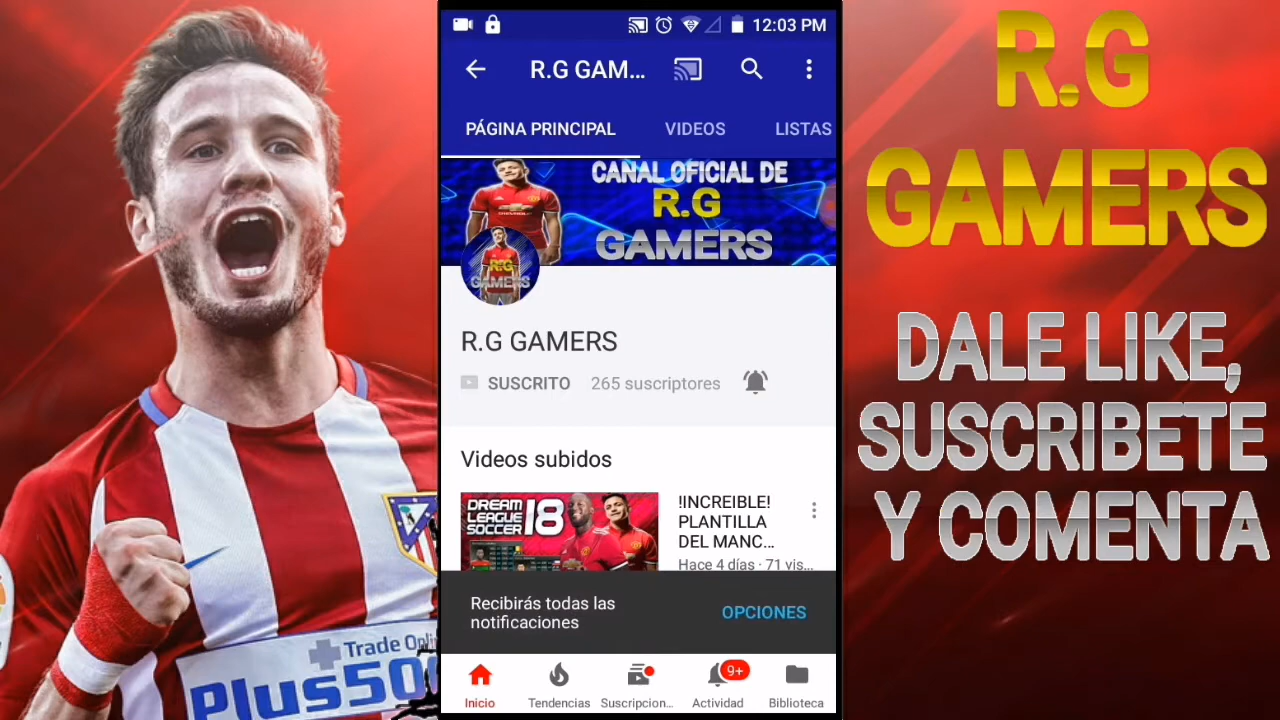 12:03 PM
R.G GAM...
PÁGINA PRINCIPAL
VIDEOS
LISTAS
CANAL OFICIAL DE
R.G
GAMERS
R.G
GAMERS
R.G GAMERS
SUSCRITO
265 suscriptores
Videos subidos
DREAM
LEAGUE
SOCCER 18
!INCREIBLE!
PLANTILLA
DEL MANC...
Hace 4 días · 71 vis...
Recibirás todas las
notificaciones
OPCIONES
Inicio
Tendencias
Suscripcion...
9+
Actividad
Biblioteca
R.G
GAMERS
DALE LIKE,
SUSCRIBETE
Y COMENTA
Trade Onli
Plus500